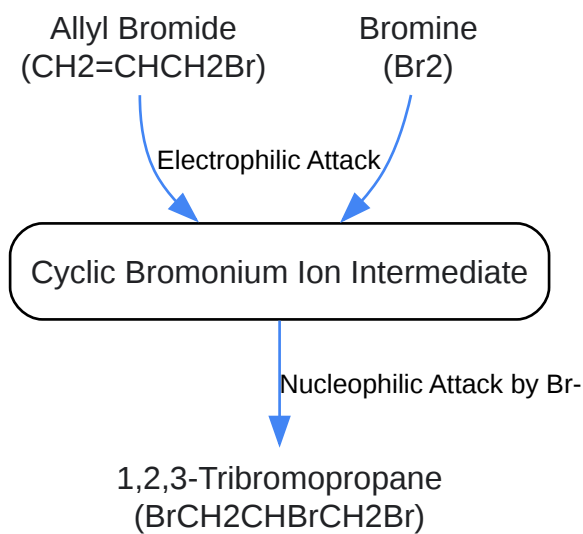 Allyl Bromide
(CH2=CHCH2Br)
Bromine
(Br2)
Electrophilic Attack
Cyclic Bromonium Ion Intermediate
Nucleophilic Attack by Br-
1,2,3-Tribromopropane
(BrCH2CHBrCH2Br)